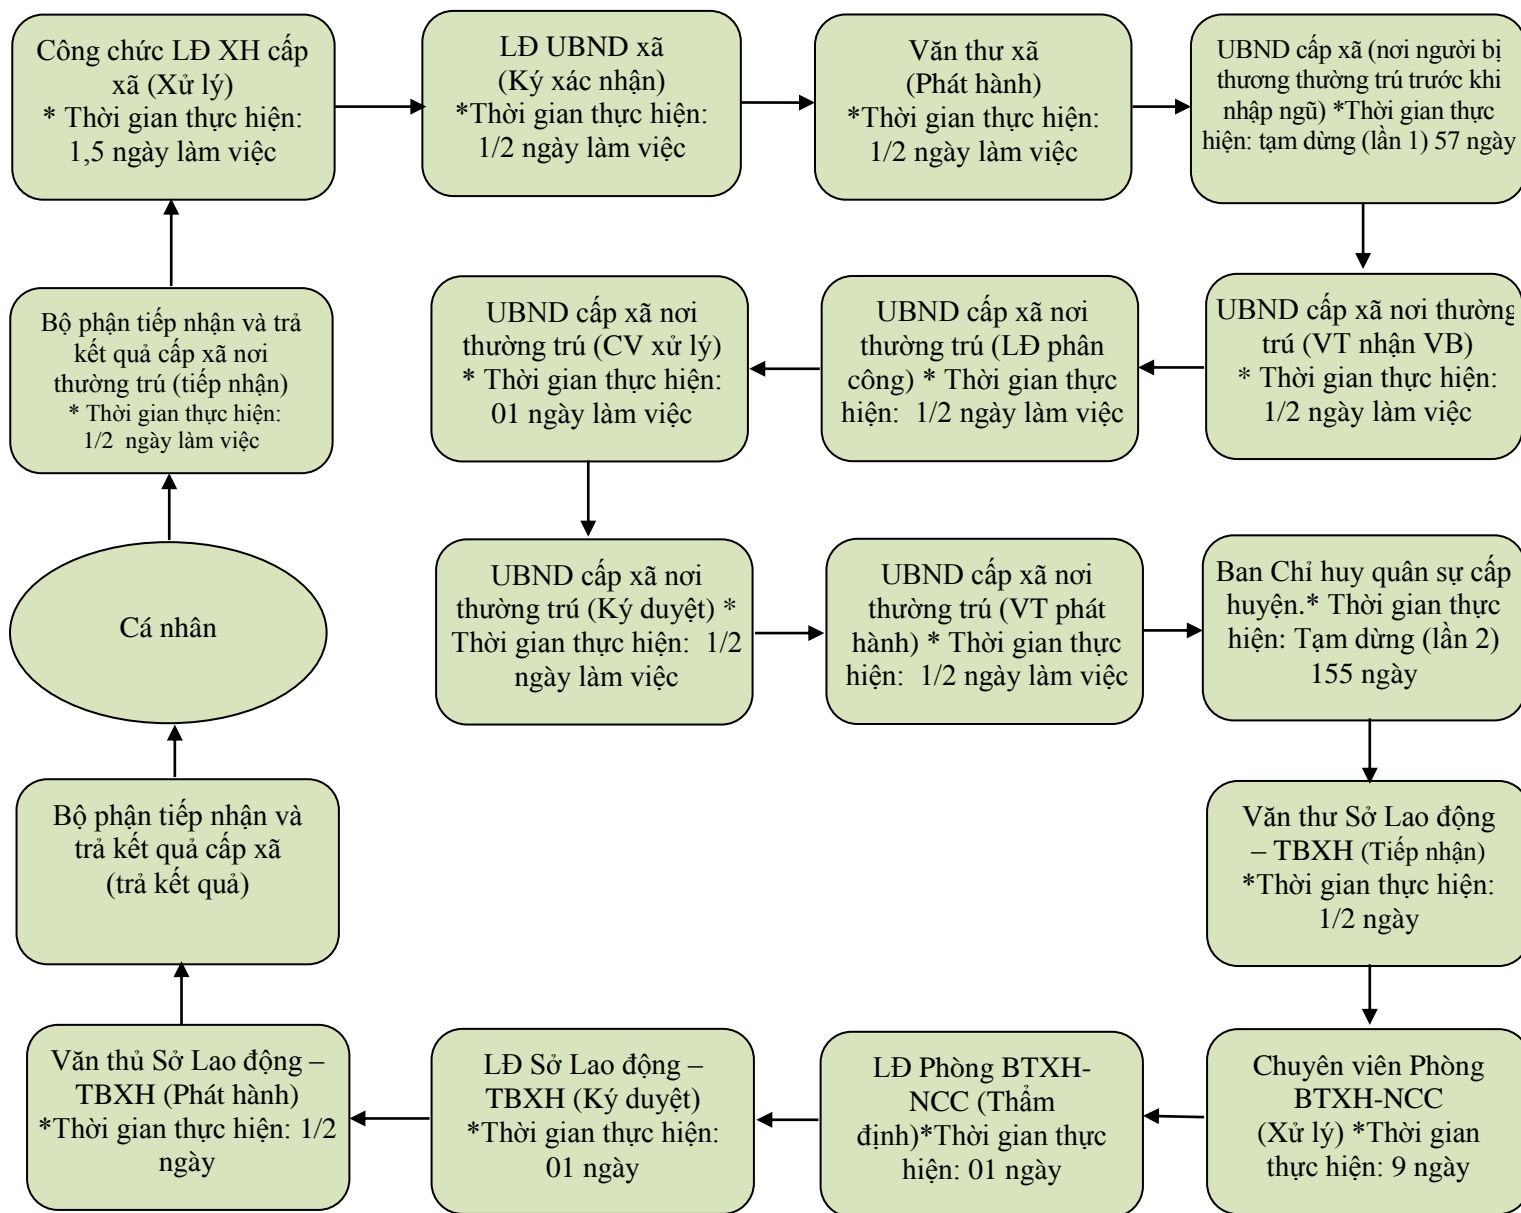 Công chức LĐ XH cấp
xã (Xử lý)
* Thời gian thực hiện:
1,5 ngày làm việc
LĐ UBND xã
(Ký xác nhận)
*Thời gian thực hiện:
1/2 ngày làm việc
Văn thư xã
(Phát hành)
*Thời gian thực hiện:
1/2 ngày làm việc
UBND cấp xã (nơi người bị
thương thường trú trước khi
nhập ngũ) *Thời gian thực
hiện: tạm dừng (lần 1) 57 ngày
UBND cấp xã nơi thường
trú (VT nhận VB)
* Thời gian thực hiện:
1/2 ngày làm việc
UBND cấp xã nơi
thường trú (LĐ phân
công) * Thời gian thực
hiện: 1/2 ngày làm việc
UBND cấp xã nơi
thường trú (CV xử lý)
* Thời gian thực hiện:
01 ngày làm việc
Bộ phận tiếp nhận và trả
kết quả cấp xã nơi
thường trú (tiếp nhận)
* Thời gian thực hiện:
1/2 ngày làm việc
Cá nhân
UBND cấp xã nơi
thường trú (Ký duyệt) *
Thời gian thực hiện: 1/2
ngày làm việc
UBND cấp xã nơi
thường trú (VT phát
hành) * Thời gian thực
hiện: 1/2 ngày làm việc
Ban Chỉ huy quân sự cấp
huyện.* Thời gian thực
hiện: Tạm dừng (lần 2)
155 ngày
Văn thư Sở Lao động
– TBXH (Tiếp nhận)
*Thời gian thực hiện:
1/2 ngày
Chuyên viên Phòng
BTXH-NCC
(Xử lý) *Thời gian
thực hiện: 9 ngày
LĐ Phòng BTXH-
NCC (Thẩm
định)*Thời gian thực
hiện: 01 ngày
LĐ Sở Lao động –
TBXH (Ký duyệt)
*Thời gian thực hiện:
01 ngày
Văn thủ Sở Lao động –
TBXH (Phát hành)
*Thời gian thực hiện: 1/2
ngày
Bộ phận tiếp nhận và
trả kết quả cấp xã
(trả kết quả)